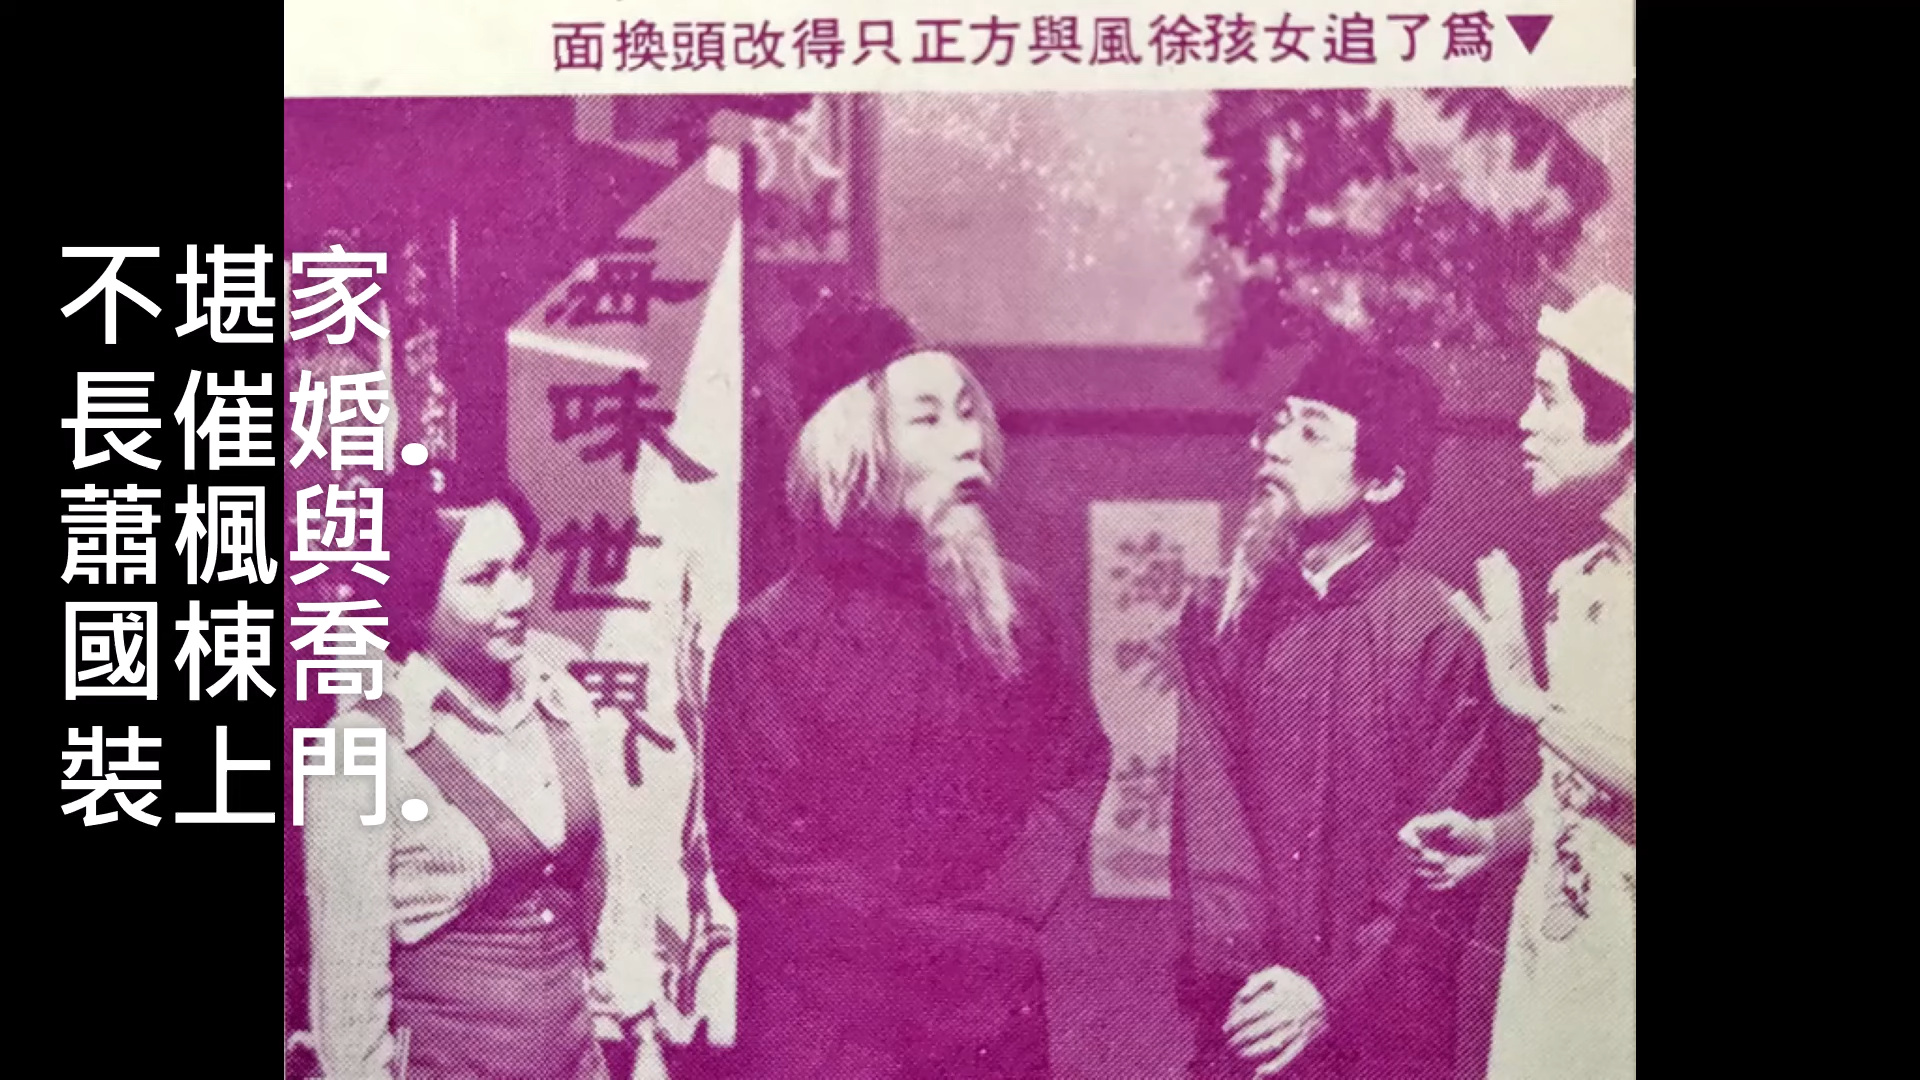 ▼爲了追女孩徐風與方正只得改頭換面
不堪家
長催婚.
蕭楓與
國棟喬
裝上門.
海味世界